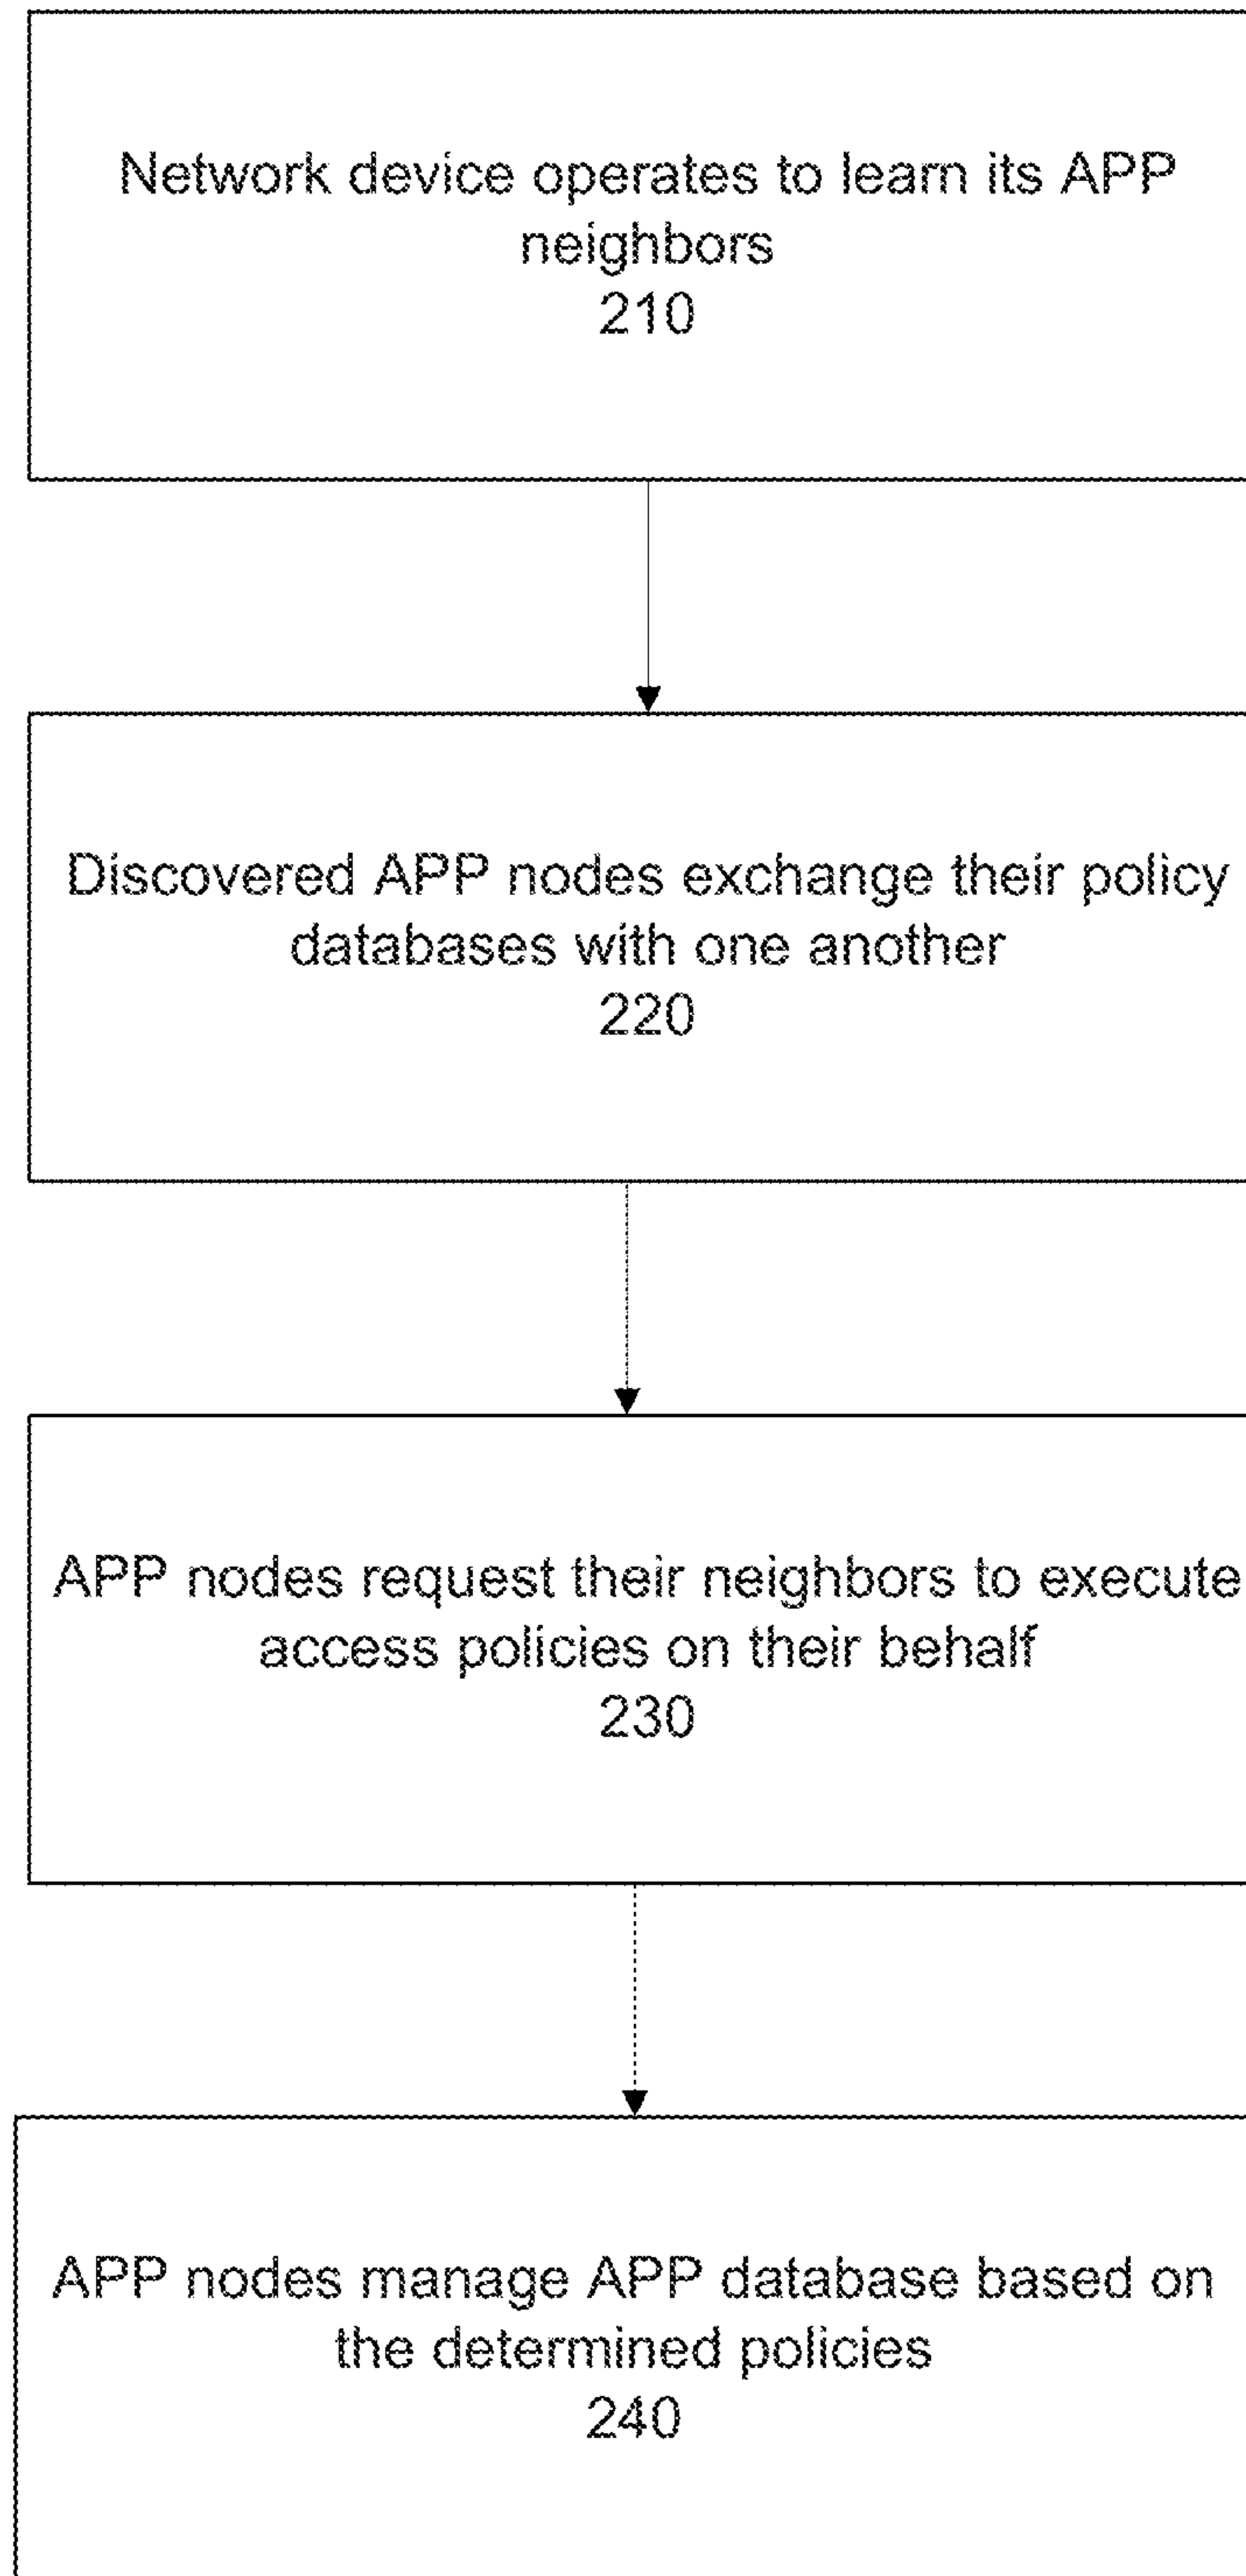 Network device operates to learn its APP
neighbors
210
Discovered APP nodes exchange their policy
databases with one another
220
APP nodes request their neighbors to execute
access policies on their behalf
230
APP nodes manage APP database based on
the determined policies
240